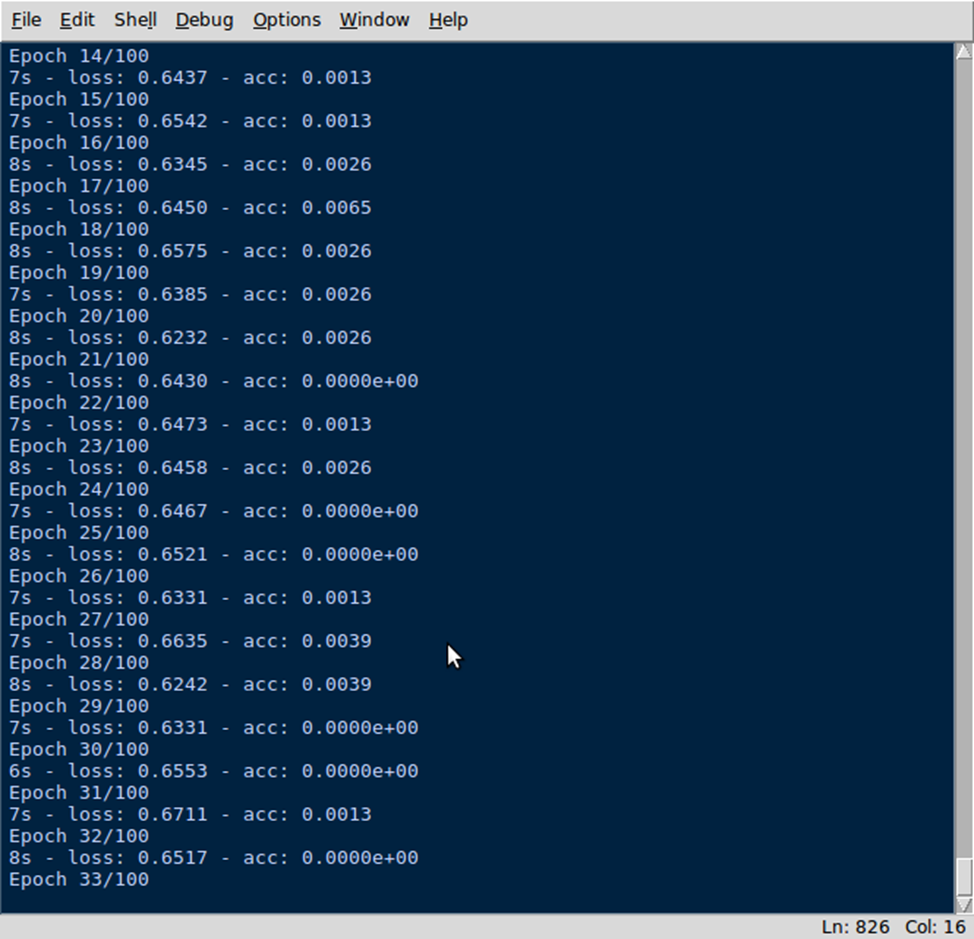 File Edit Shell Debug Options Window Help
Epoch 14/100
7s - loss: 0.6437 - acc: 0.0013
Epoch 15/100
7s - loss: 0.6542 - acc: 0.0013
Epoch 16/100
8s - loss: 0.6345 - acc: 0.0026
Epoch 17/100
8s - loss: 0.6450 - acc: 0.0065
Epoch 18/100
8s - loss: 0.6575 - acc: 0.0026
Epoch 19/100
7s - loss: 0.6385 - acc: 0.0026
Epoch 20/100
8s - loss: 0.6232 - acc: 0.0026
Epoch 21/100
8s - loss: 0.6430 - acc: 0.0000e+00
Epoch 22/100
7s - loss: 0.6473 - acc: 0.0013
Epoch 23/100
8s - loss: 0.6458 - acc: 0.0026
Epoch 24/100
7s - loss: 0.6467 - acc: 0.0000e+00
Epoch 25/100
8s - loss: 0.6521 - acc: 0.0000e+00
Epoch 26/100
7s - loss: 0.6331 - acc: 0.0013
Epoch 27/100
7s - loss: 0.6635 - acc: 0.0039
Epoch 28/100
8s - loss: 0.6242 - acc: 0.0039
Epoch 29/100
7s - loss: 0.6331 - acc: 0.0000e+00
Epoch 30/100
6s - loss: 0.6553 - acc: 0.0000e+00
Epoch 31/100
7s - loss: 0.6711 - acc: 0.0013
Epoch 32/100
8s - loss: 0.6517 - acc: 0.0000e+00
Epoch 33/100
Ln: 826 Col: 16